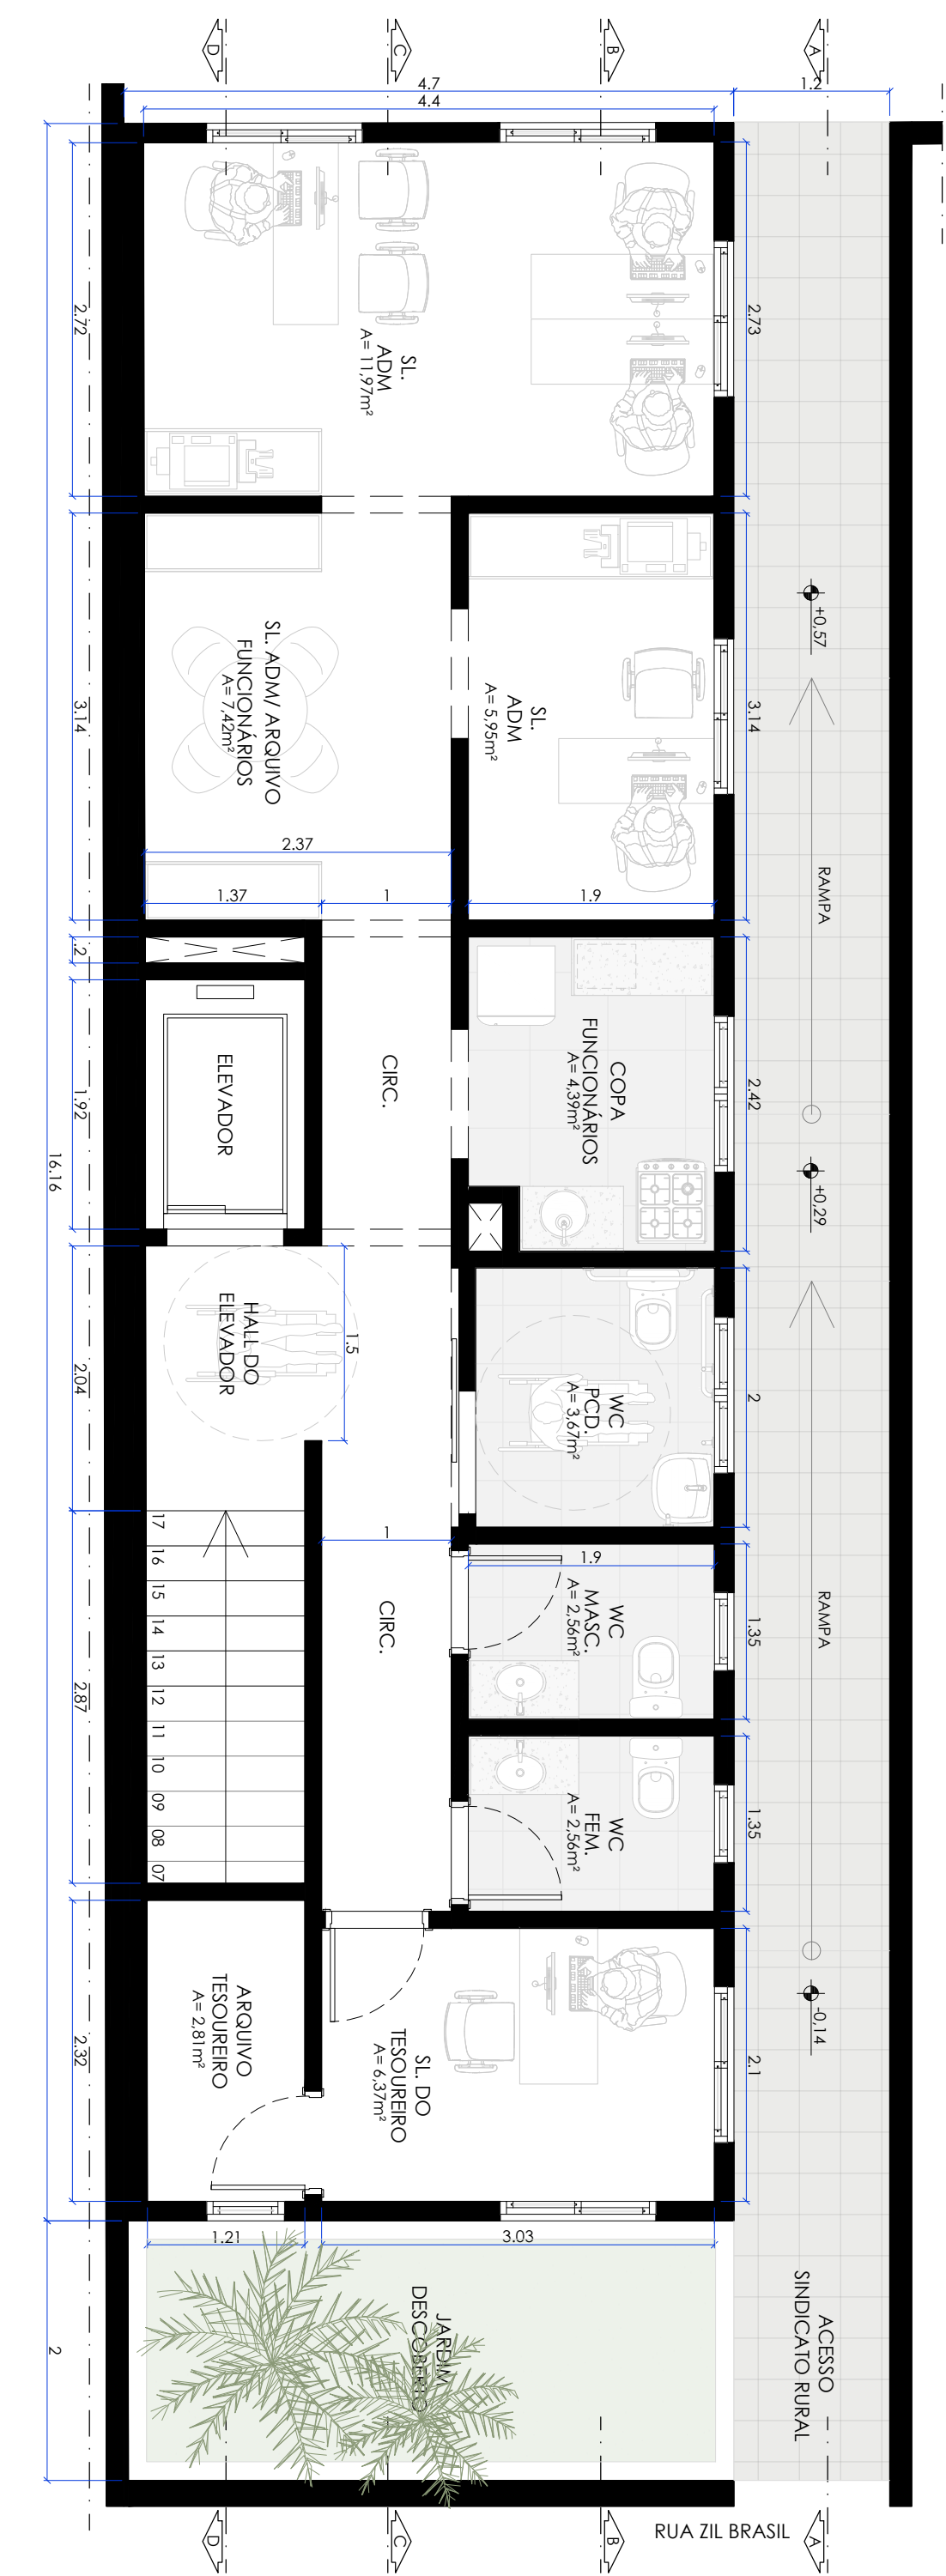 D
C
B
A
4.7
1.2
4.4
2.72
2.73
SL.
ADM
A= 11,97m²
+0,57
3.14
SL. ADM/ ARQUIVO
FUNCIONÁRIOS
A= 7,42m²
SL.
ADM
A= 5,95m²
3.14
RAMPA
2.37
1.37
1
1.9
.2
1.92
ELEVADOR
CIRC.
COPA
FUNCIONÁRIOS
A= 4,39m²
2.42
+0,29
16.16
2.04
HALL DO
ELEVADOR
1.5
WC
PCD.
A= 3,67m²
2
1
1.9
17
16
15
14
13
12
11
10
09
08
07
2.87
CIRC.
WC
MASC.
A= 2,56m²
1.35
RAMPA
WC
FEM.
A= 2,56m²
1.35
-0,14
2.32
ARQUIVO
TESOUREIRO
A= 2,81m²
SL. DO
TESOUREIRO
A= 6,37m²
2.1
1.21
3.03
2
JARDIM
DESCOBERTO
ACESSO
SINDICATO RURAL
RUA ZIL BRASIL
D
C
B
A